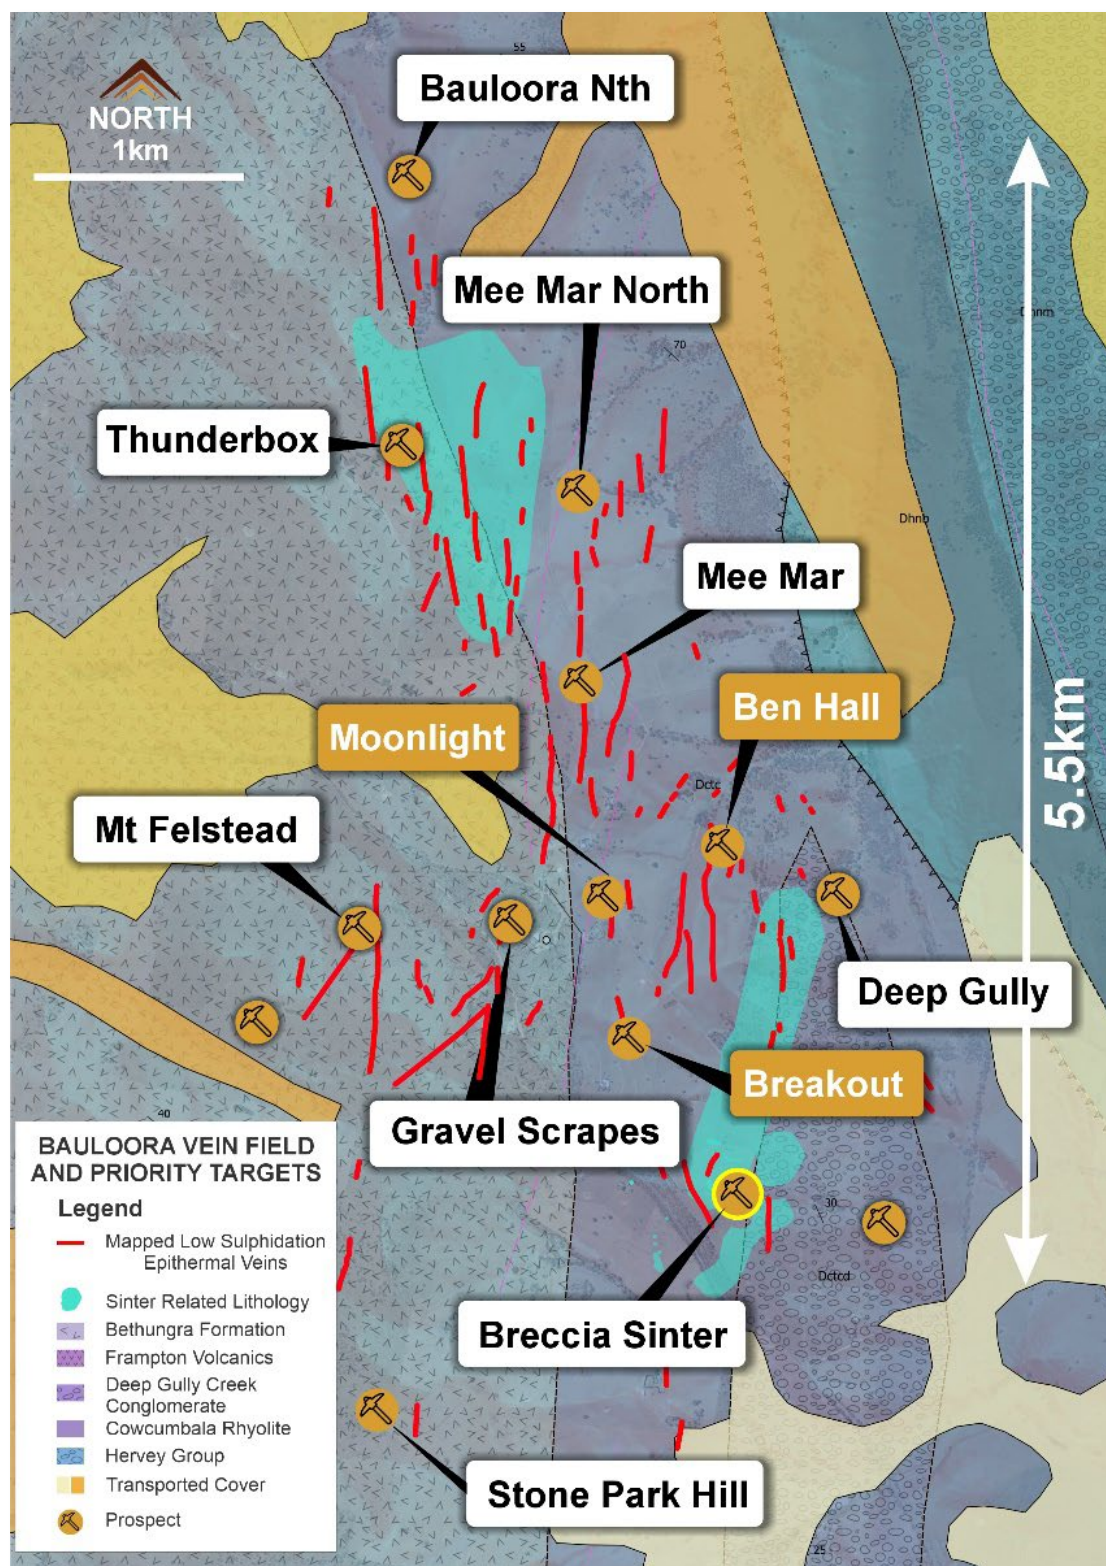 55
Bauloora Nth
NORTH
1km
Mee Mar North
Dhnm
70
Thunderbox
Dhnb
Mee Mar
Ben Hall
Moonlight
5.5km
Dctc
Mt Felstead
Deep Gully
Breakout
40
Gravel Scrapes
BAULOORA VEIN FIELD
AND PRIORITY TARGETS
Legend
Mapped Low Sulphidation
Epithermal Veins
Sinter Related Lithology
Bethungra Formation
Frampton Volcanics
Deep Gully Creek
Conglomerate
Cowcumbala Rhyolite
Hervey Group
Transported Cover
Prospect
30
Dctcd
Breccia Sinter
Stone Park Hill
25